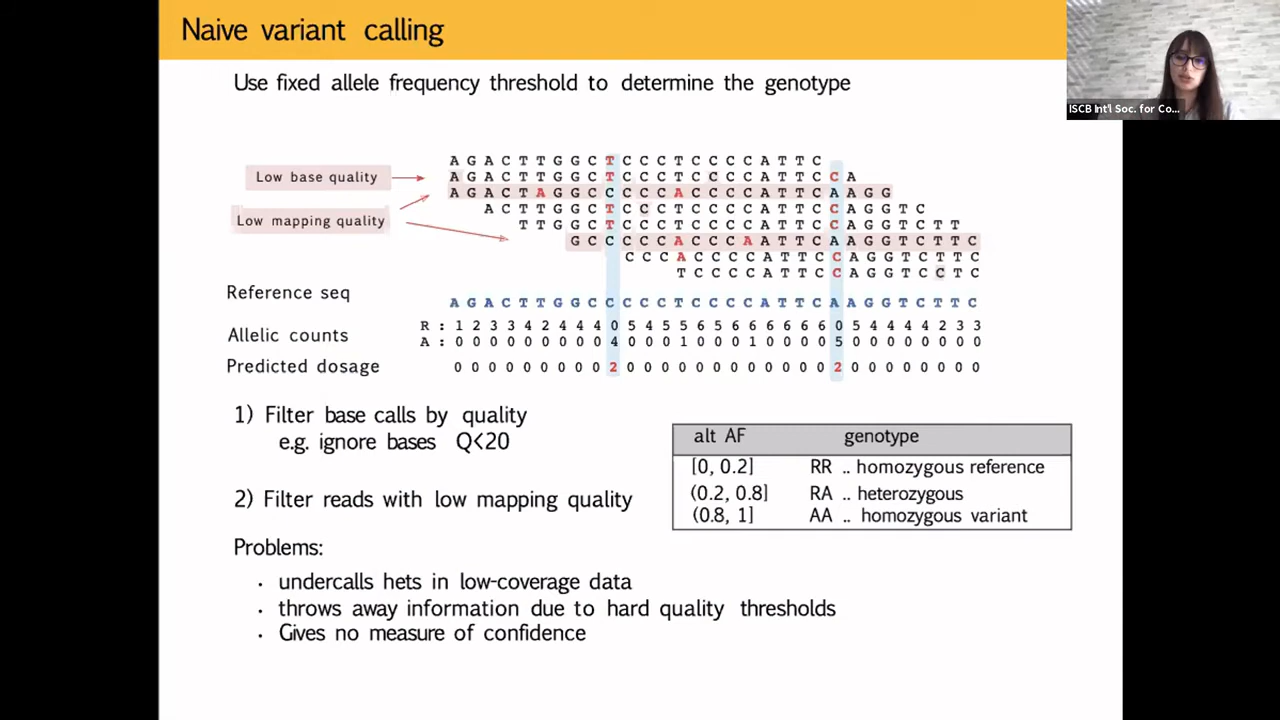 Naive variant calling
ISCB Int'l Soc. for Co...
Use fixed allele frequency threshold to determine the genotype
A G A C T T G G C T C C C T C C C C A T T C
Low base quality A G A C T T G G C T C C C T C C C C A T T C C A
A G A C T A G G C C C C C A C C C C A T T C A A G G
A C T T G G C T C C C T C C C C A T T C C A G G T C
Low mapping quality T T G G C T C C C T C C C C A T T C C A G G T C T T
G C C C C C A C C C A A T T C A A G G T C T T C
C C C A C C C C A T T C C A G G T C T T C
T C C C C A T T C C A G G T C C T C
Reference seq A G A C T T G G C C C C C T C C C C A T T C A A G G T C T T C
Allelic counts R : 1 2 3 3 4 2 4 4 4 0 5 4 5 5 6 5 6 6 6 6 6 6 0 5 4 4 4 4 2 3 3
A : 0 0 0 0 0 0 0 0 0 4 0 0 0 1 0 0 0 1 0 0 0 0 5 0 0 0 0 0 0 0 0
Predicted dosage 0 0 0 0 0 0 0 0 0 2 0 0 0 0 0 0 0 0 0 0 0 0 2 0 0 0 0 0 0 0 0
1) Filter base calls by quality
e.g. ignore bases Q<20
2) Filter reads with low mapping quality
alt AF genotype
[0, 0.2] RR .. homozygous reference
(0.2, 0.8] RA .. heterozygous
(0.8, 1] AA .. homozygous variant
Problems:
· undercalls hets in low-coverage data
· throws away information due to hard quality thresholds
· Gives no measure of confidence